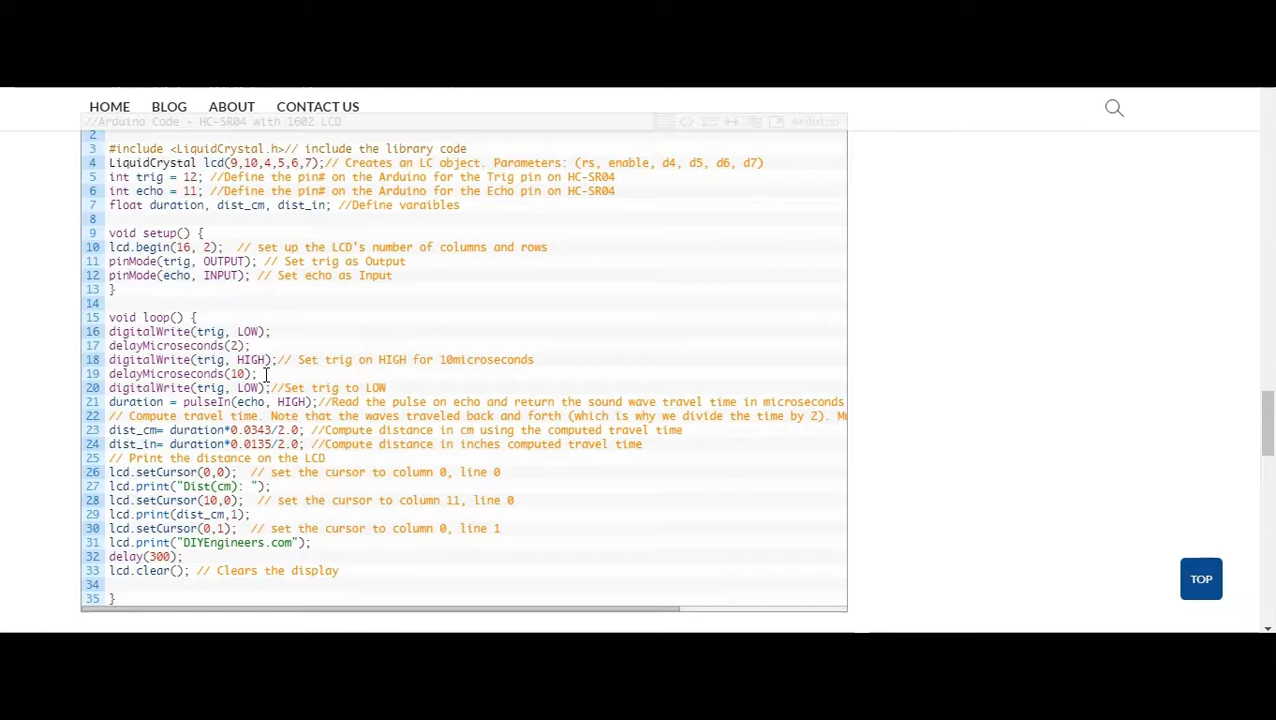 HOME BLOG ABOUT CONTACT US
//Arduino Code - HC-SR04 with 1602 LCD Arduino
2
3 #include <LiquidCrystal.h>// include the library code
4 LiquidCrystal lcd(9,10,4,5,6,7);// Creates an LC object. Parameters: (rs, enable, d4, d5, d6, d7)
5 int trig = 12; //Define the pin# on the Arduino for the Trig pin on HC-SR04
6 int echo = 11; //Define the pin# on the Arduino for the Echo pin on HC-SR04
7 float duration, dist_cm, dist_in; //Define varaibles
8
9 void setup() {
10 lcd.begin(16, 2);  // set up the LCD's number of columns and rows
11 pinMode(trig, OUTPUT); // Set trig as Output
12 pinMode(echo, INPUT); // Set echo as Input
13 }
14
15 void loop() {
16 digitalWrite(trig, LOW);
17 delayMicroseconds(2);
18 digitalWrite(trig, HIGH);// Set trig on HIGH for 10microseconds
19 delayMicroseconds(10);
20 digitalWrite(trig, LOW);//Set trig to LOW
21 duration = pulseIn(echo, HIGH);//Read the pulse on echo and return the sound wave travel time in microseconds
22 // Compute travel time. Note that the waves traveled back and forth (which is why we divide the time by 2).
23 dist_cm= duration*0.0343/2.0; //Compute distance in cm using the computed travel time
24 dist_in= duration*0.0135/2.0; //Compute distance in inches computed travel time
25 // Print the distance on the LCD
26 lcd.setCursor(0,0);  // set the cursor to column 0, line 0
27 lcd.print("Dist(cm): ");
28 lcd.setCursor(10,0);  // set the cursor to column 11, line 0
29 lcd.print(dist_cm,1);
30 lcd.setCursor(0,1);  // set the cursor to column 0, line 1
31 lcd.print("DIYEngineers.com");
32 delay(300);
33 lcd.clear(); // Clears the display
34
35 }
TOP